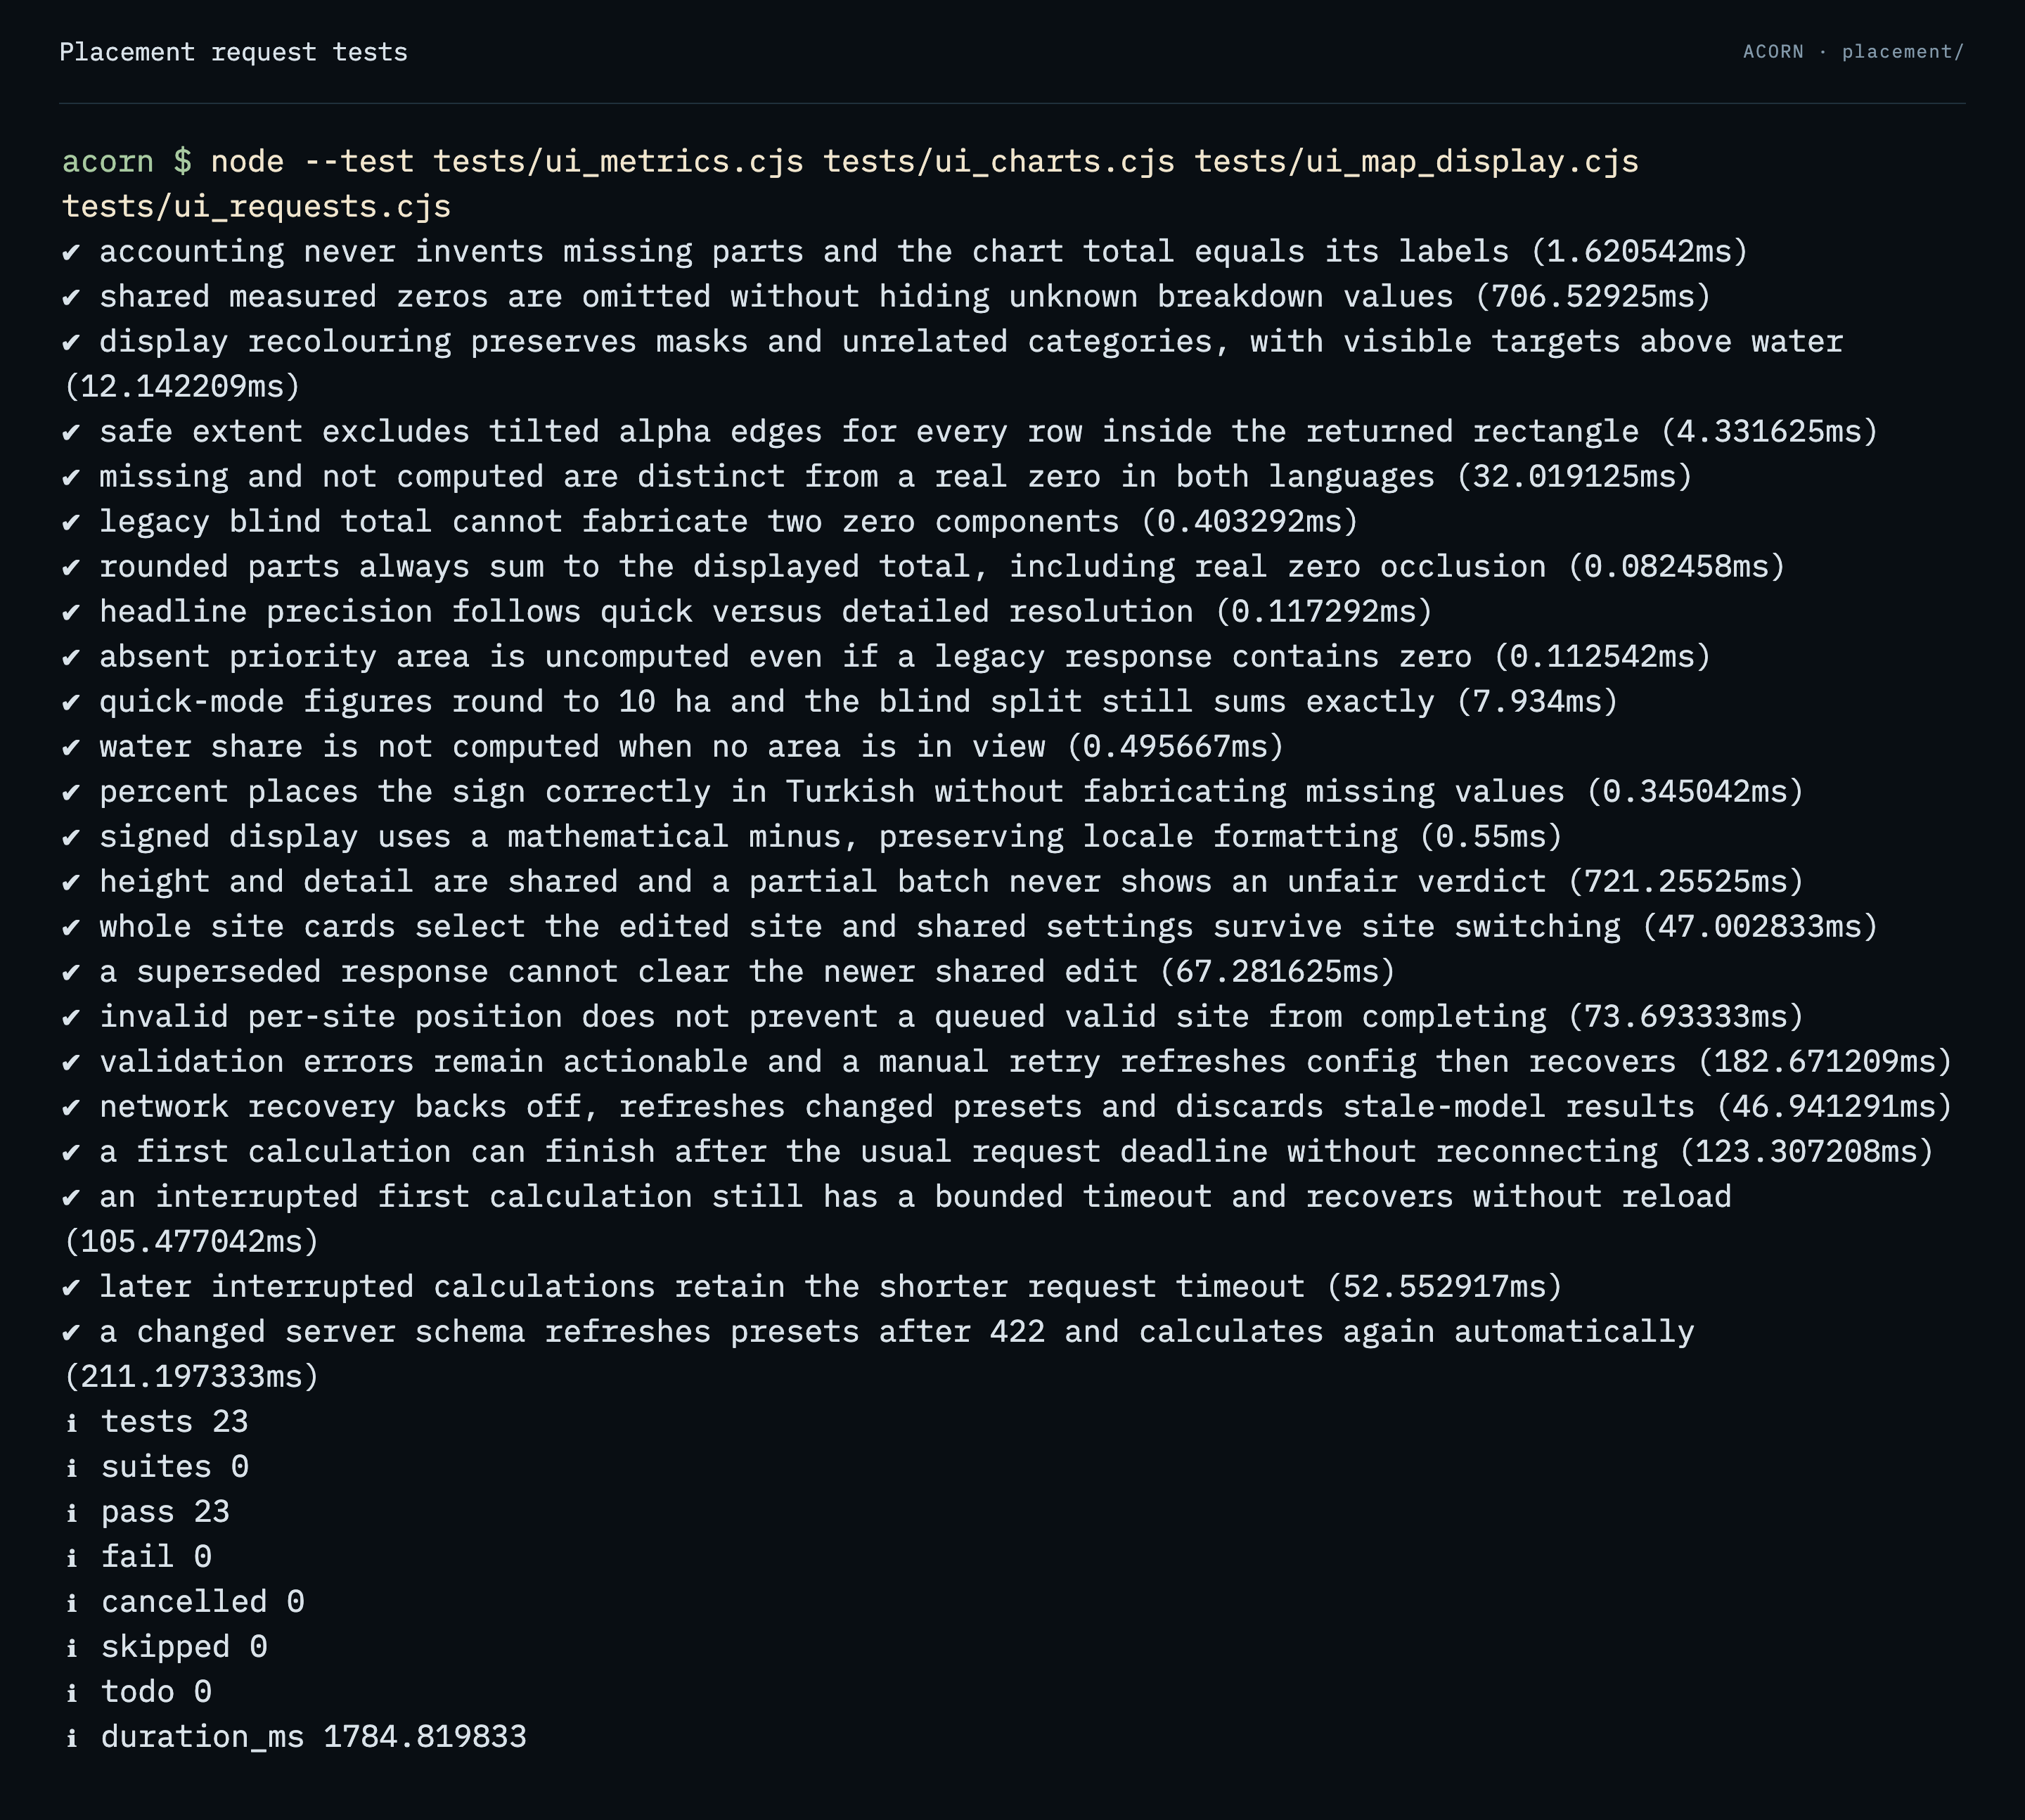 Placement request tests
ACORN · placement/
acorn $ node --test tests/ui_metrics.cjs tests/ui_charts.cjs tests/ui_map_display.cjs
tests/ui_requests.cjs
✔ accounting never invents missing parts and the chart total equals its labels (1.620542ms)
✔ shared measured zeros are omitted without hiding unknown breakdown values (706.52925ms)
✔ display recolouring preserves masks and unrelated categories, with visible targets above water
(12.142209ms)
✔ safe extent excludes tilted alpha edges for every row inside the returned rectangle (4.331625ms)
✔ missing and not computed are distinct from a real zero in both languages (32.019125ms)
✔ legacy blind total cannot fabricate two zero components (0.403292ms)
✔ rounded parts always sum to the displayed total, including real zero occlusion (0.082458ms)
✔ headline precision follows quick versus detailed resolution (0.117292ms)
✔ absent priority area is uncomputed even if a legacy response contains zero (0.112542ms)
✔ quick-mode figures round to 10 ha and the blind split still sums exactly (7.934ms)
✔ water share is not computed when no area is in view (0.495667ms)
✔ percent places the sign correctly in Turkish without fabricating missing values (0.345042ms)
✔ signed display uses a mathematical minus, preserving locale formatting (0.55ms)
✔ height and detail are shared and a partial batch never shows an unfair verdict (721.25525ms)
✔ whole site cards select the edited site and shared settings survive site switching (47.002833ms)
✔ a superseded response cannot clear the newer shared edit (67.281625ms)
✔ invalid per-site position does not prevent a queued valid site from completing (73.693333ms)
✔ validation errors remain actionable and a manual retry refreshes config then recovers (182.671209ms)
✔ network recovery backs off, refreshes changed presets and discards stale-model results (46.941291ms)
✔ a first calculation can finish after the usual request deadline without reconnecting (123.307208ms)
✔ an interrupted first calculation still has a bounded timeout and recovers without reload
(105.477042ms)
✔ later interrupted calculations retain the shorter request timeout (52.552917ms)
✔ a changed server schema refreshes presets after 422 and calculates again automatically
(211.197333ms)
ℹ tests 23
ℹ suites 0
ℹ pass 23
ℹ fail 0
ℹ cancelled 0
ℹ skipped 0
ℹ todo 0
ℹ duration_ms 1784.819833